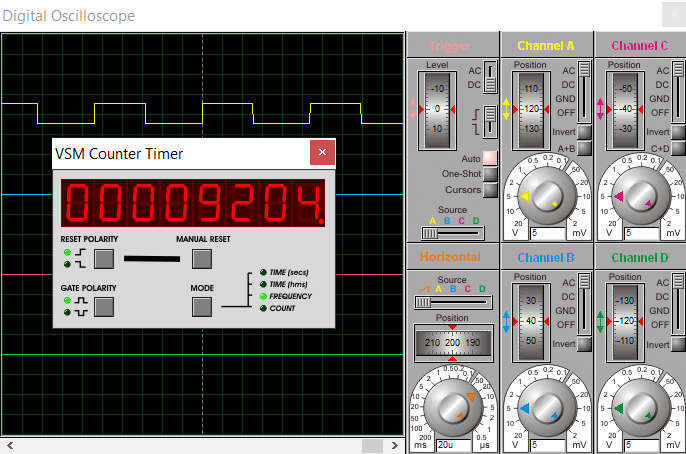 Digital Oscilloscope
×
Trigger
Level
-10
0
10
AC
DC
Auto
One-Shot
Cursors
Source
A B C D
Channel A
Position
110
120
130
AC
DC
GND
OFF
Invert
A+B
0.2
0.5
1
2
5
10
20
V
0.1
50
20
10
5
2
mV
5
Channel C
Position
-50
-40
-30
AC
DC
GND
OFF
Invert
C+D
0.2
0.5
1
2
5
10
20
V
0.1
50
20
10
5
2
mV
5
VSM Counter Timer
×
00009204.
RESET POLARITY
MANUAL RESET
GATE POLARITY
MODE
TIME (secs)
TIME (hms)
FREQUENCY
COUNT
Horizontal
Source
A B C D
Position
210 200 190
0.5
1
2
5
10
20
50
100
200
ms
0.2
0.1
50
20
10
5
2
1
0.5
µs
20u
Channel B
Position
30
40
50
AC
DC
GND
OFF
Invert
0.2
0.5
1
2
5
10
20
V
0.1
50
20
10
5
2
mV
5
Channel D
Position
-130
-120
-110
AC
DC
GND
OFF
Invert
0.2
0.5
1
2
5
10
20
V
0.1
50
20
10
5
2
mV
5